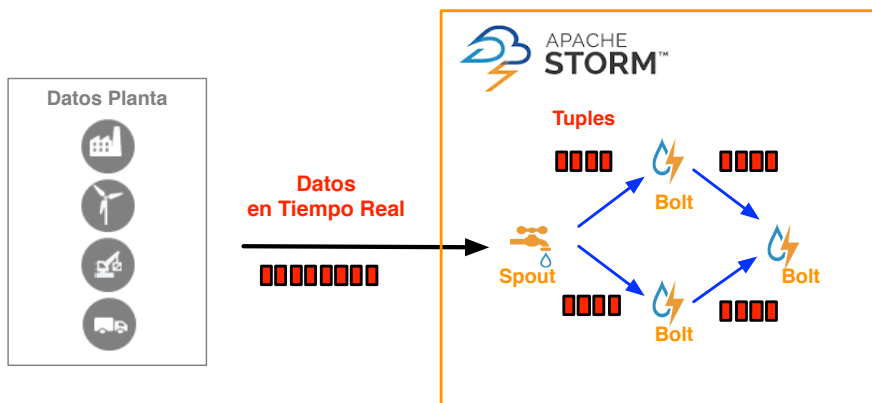 APACHE
STORM™
Datos Planta
Tuples
Datos
en Tiempo Real
Bolt
Spout
Bolt
Bolt